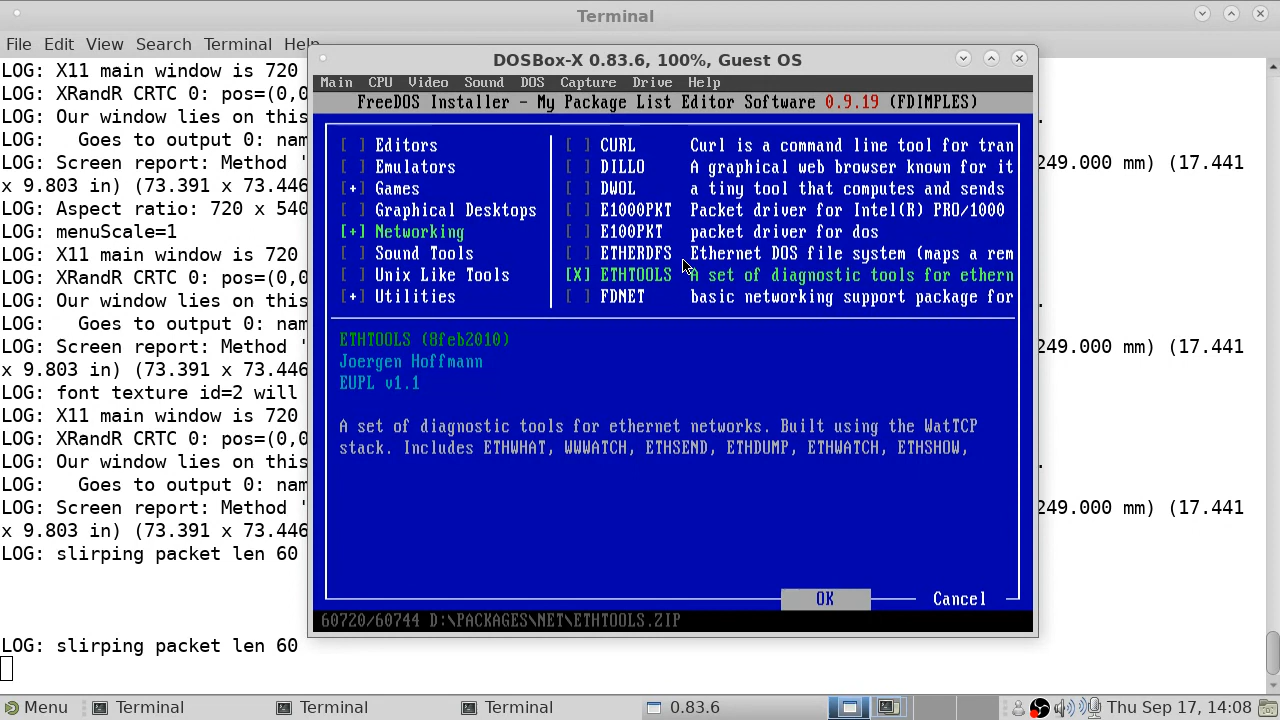 Terminal
File Edit View Search Terminal Help
LOG: X11 main window is 720
LOG: XRandR CRTC 0: pos=(0,0
LOG: Our window lies on this
LOG:   Goes to output 0: nam
LOG: Screen report: Method ' 249.000 mm) (17.441
x 9.803 in) (73.391 x 73.446
LOG: Aspect ratio: 720 x 540
LOG: menuScale=1
LOG: X11 main window is 720
LOG: XRandR CRTC 0: pos=(0,0
LOG: Our window lies on this
LOG:   Goes to output 0: nam
LOG: Screen report: Method ' 249.000 mm) (17.441
x 9.803 in) (73.391 x 73.446
LOG: font texture id=2 will
LOG: X11 main window is 720
LOG: XRandR CRTC 0: pos=(0,0
LOG: Our window lies on this
LOG:   Goes to output 0: nam
LOG: Screen report: Method ' 249.000 mm) (17.441
x 9.803 in) (73.391 x 73.446
LOG: slirping packet len 60
LOG: slirping packet len 60
DOSBox-X 0.83.6, 100%, Guest OS
Main CPU Video Sound DOS Capture Drive Help
FreeDOS Installer - My Package List Editor Software 0.9.19 (FDIMPLES)
[ ] Editors
[ ] Emulators
[+] Games
[ ] Graphical Desktops
[+] Networking
[ ] Sound Tools
[ ] Unix Like Tools
[+] Utilities
[ ] CURL Curl is a command line tool for tran
[ ] DILLO A graphical web browser known for it
[ ] DWOL a tiny tool that computes and sends
[ ] E1000PKT Packet driver for Intel(R) PRO/1000
[ ] E100PKT packet driver for dos
[ ] ETHERDFS Ethernet DOS file system (maps a rem
[X] ETHTOOLS A set of diagnostic tools for ethern
[ ] FDNET basic networking support package for
ETHTOOLS (8feb2010)
Joergen Hoffmann
EUPL v1.1
A set of diagnostic tools for ethernet networks. Built using the WatTCP
stack. Includes ETHWHAT, WWWATCH, ETHSEND, ETHDUMP, ETHWATCH, ETHSHOW,
OK Cancel
60720/60744 D:\PACKAGES\NET\ETHTOOLS.ZIP
Menu Terminal Terminal Terminal 0.83.6 Thu Sep 17, 14:08